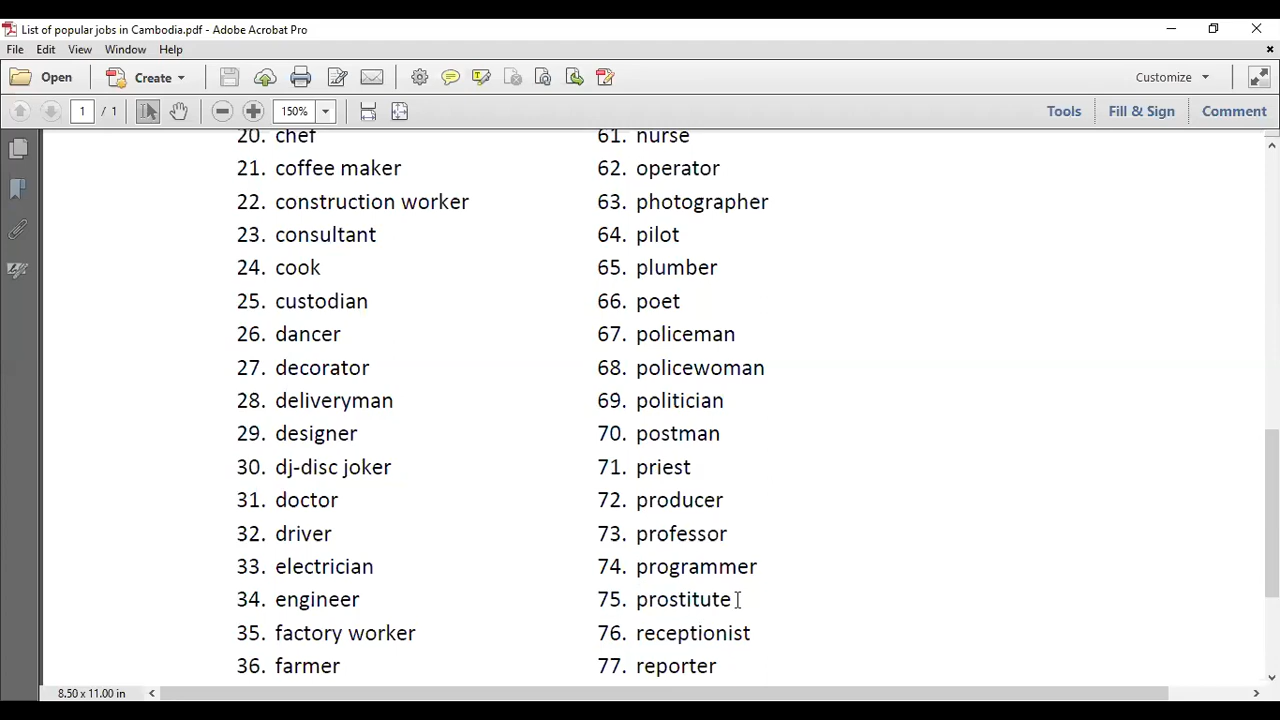 List of popular jobs in Cambodia.pdf - Adobe Acrobat Pro
File Edit View Window Help
Open Create Customize
1 / 1 150% Tools Fill & Sign Comment
20. chef
21. coffee maker
22. construction worker
23. consultant
24. cook
25. custodian
26. dancer
27. decorator
28. deliveryman
29. designer
30. dj-disc joker
31. doctor
32. driver
33. electrician
34. engineer
35. factory worker
36. farmer
61. nurse
62. operator
63. photographer
64. pilot
65. plumber
66. poet
67. policeman
68. policewoman
69. politician
70. postman
71. priest
72. producer
73. professor
74. programmer
75. prostitute
76. receptionist
77. reporter
8.50 x 11.00 in